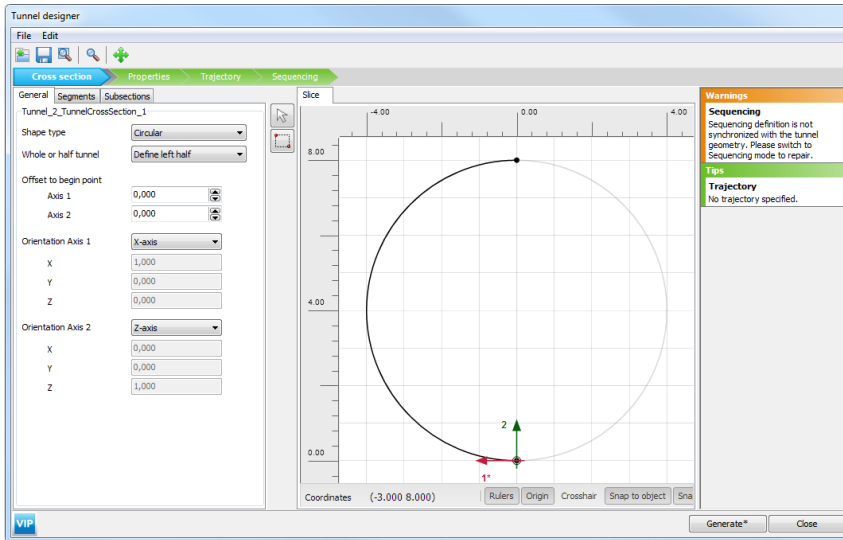 Tunnel designer
File Edit
Cross section Properties Trajectory Sequencing
General Segments Subsections
Tunnel_2_TunnelCrossSection_1
Shape type Circular
Whole or half tunnel Define left half
Offset to begin point
Axis 1 0,000
Axis 2 0,000
Orientation Axis 1 X-axis
X 1,000
Y 0,000
Z 0,000
Orientation Axis 2 Z-axis
X 0,000
Y 0,000
Z 1,000
Slice
-4.00 0.00 4.00
8.00
4.00
0.00
2
1*
Coordinates (-3.000 8.000) Rulers Origin Crosshair Snap to object Sna
Warnings
Sequencing
Sequencing definition is not
synchronized with the tunnel
geometry. Please switch to
Sequencing mode to repair.
Tips
Trajectory
No trajectory specified.
VIP Generate* Close